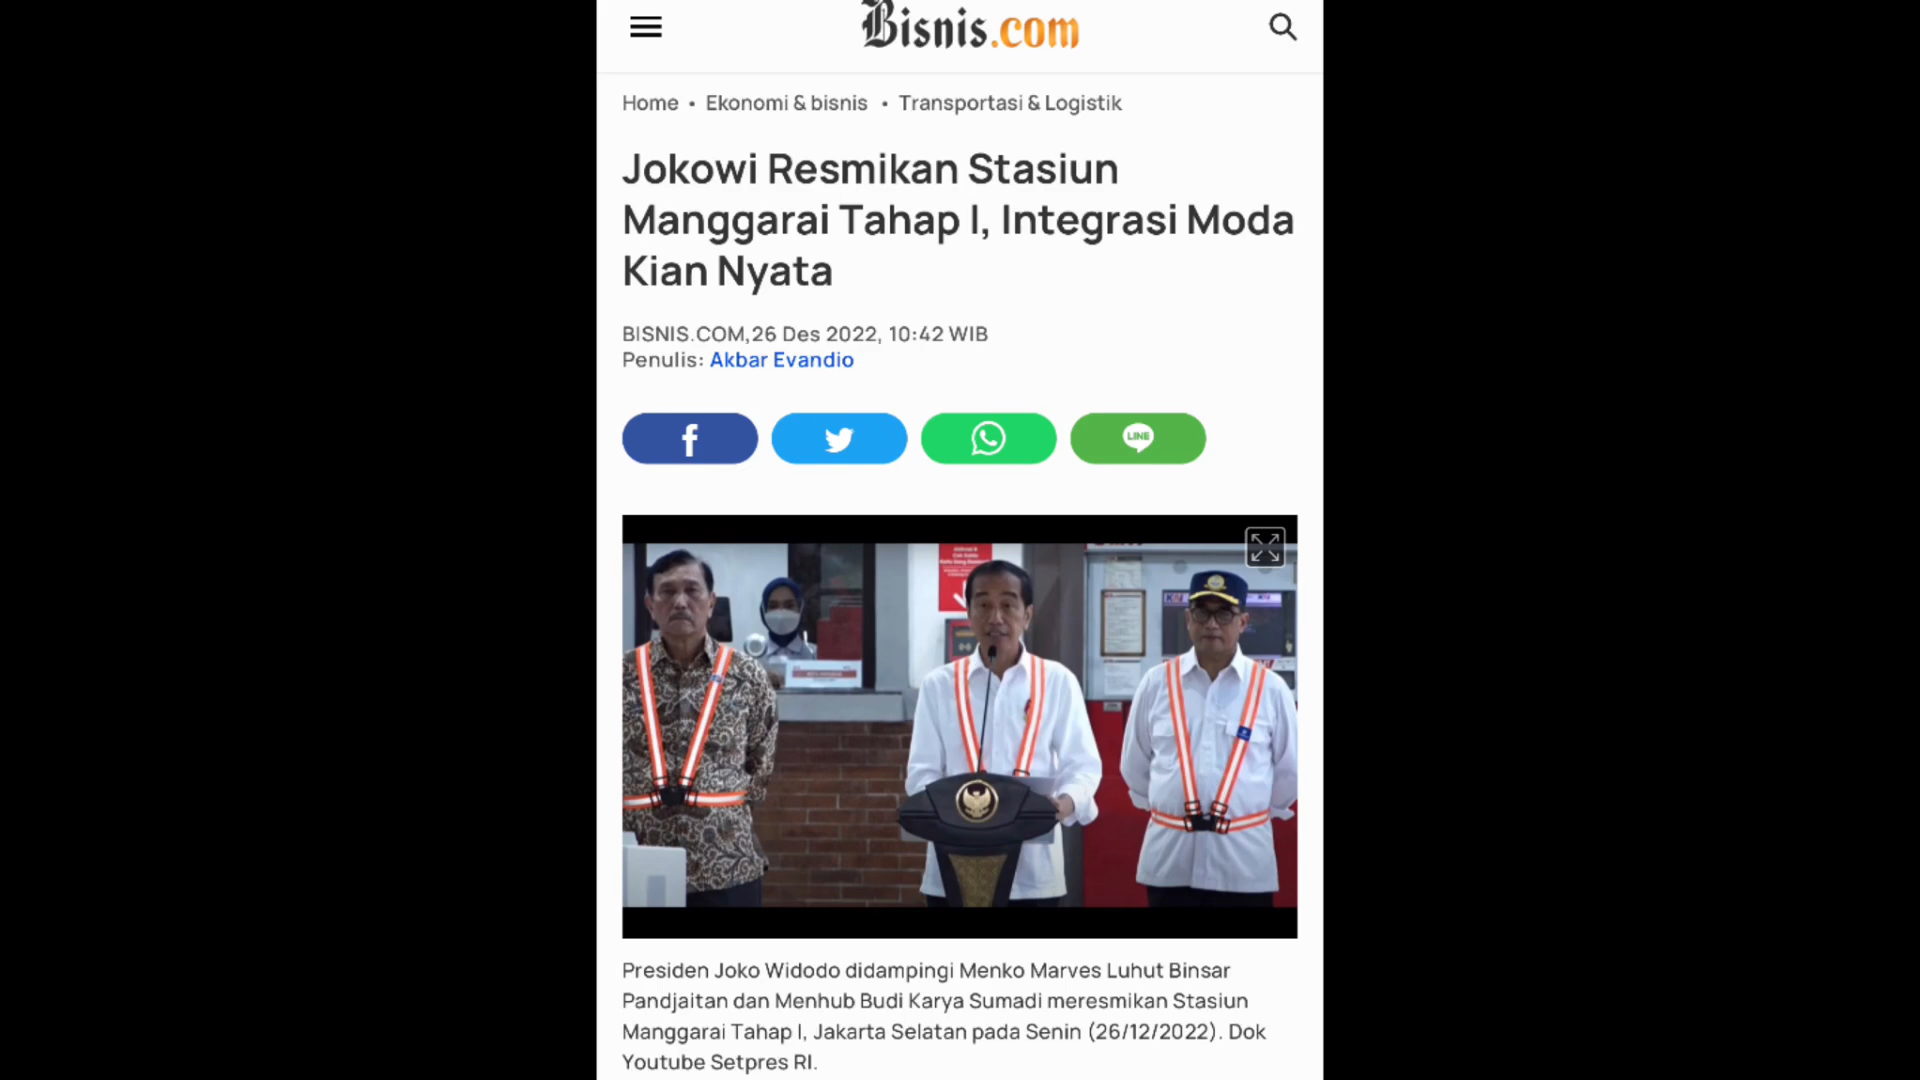 Bisnis.com
Home • Ekonomi & bisnis • Transportasi & Logistik
Jokowi Resmikan Stasiun
Manggarai Tahap I, Integrasi Moda
Kian Nyata
BISNIS.COM,26 Des 2022, 10:42 WIB
Penulis: Akbar Evandio
LINE
Presiden Joko Widodo didampingi Menko Marves Luhut Binsar
Pandjaitan dan Menhub Budi Karya Sumadi meresmikan Stasiun
Manggarai Tahap I, Jakarta Selatan pada Senin (26/12/2022). Dok
Youtube Setpres RI.